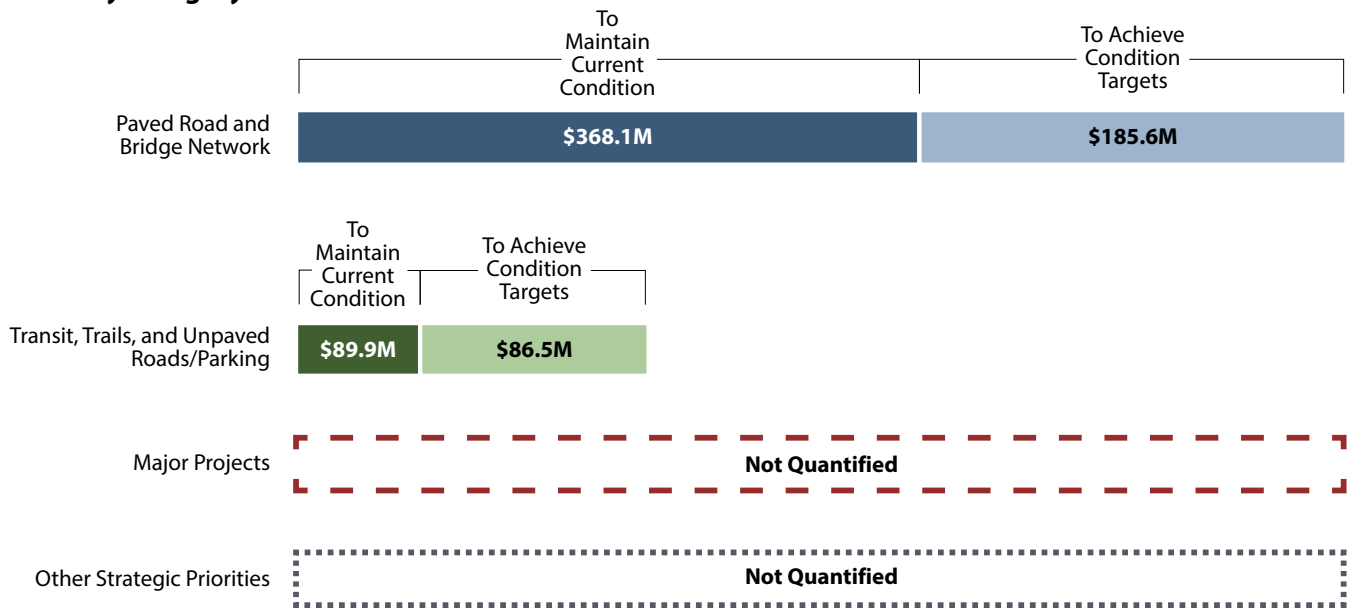 To
Maintain
Current
Condition
To Achieve
Condition
Targets
Paved Road and
Bridge Network
$368.1M
$185.6M
To
Maintain
Current
Condition
To Achieve
Condition
Targets
Transit, Trails, and Unpaved
Roads/Parking
$89.9M
$86.5M
Major Projects
Not Quantified
Other Strategic Priorities
Not Quantified